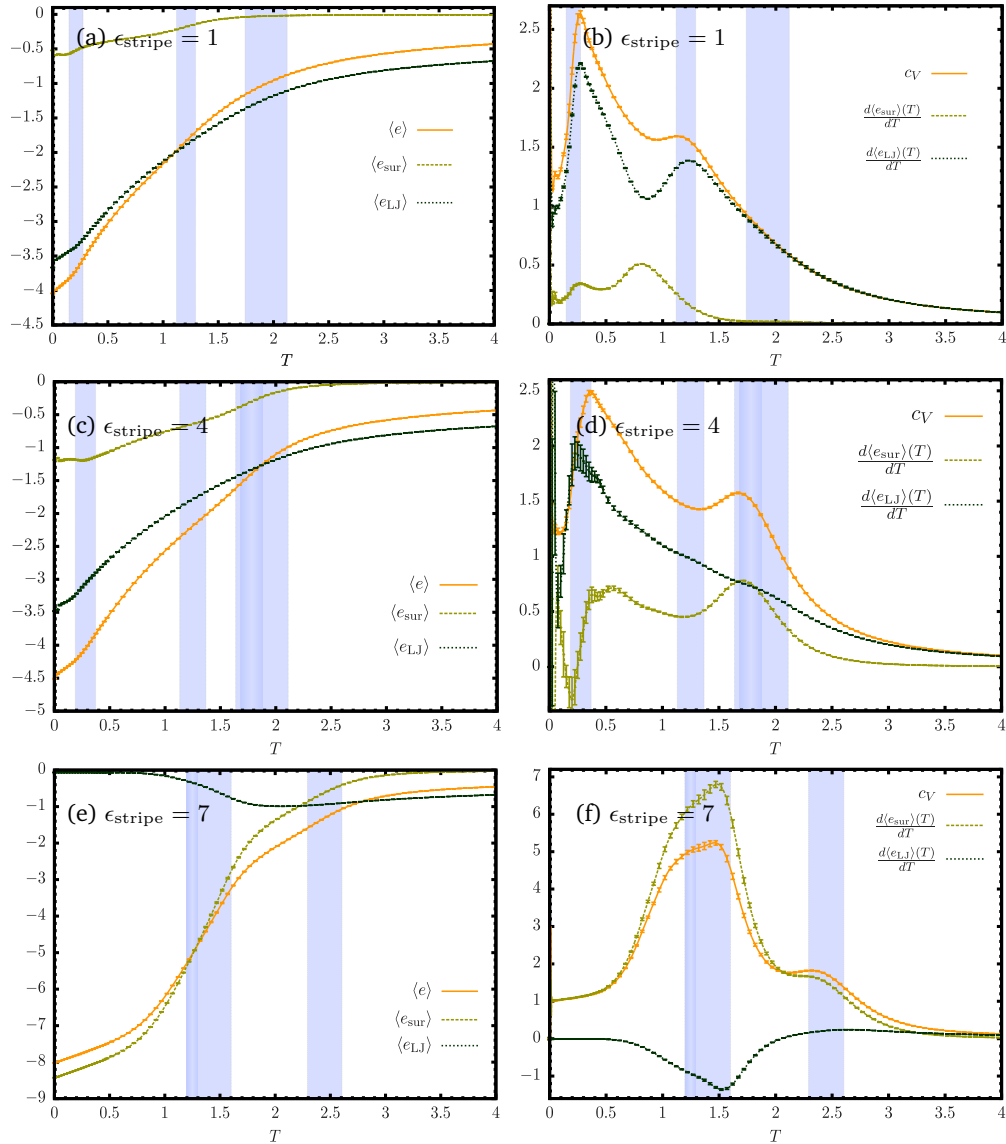 (a) ϵstripe = 1
⟨e⟩
⟨esur⟩
⟨eLJ⟩
0
−0.5
−1
−1.5
−2
−2.5
−3
−3.5
−4
−4.5
0 0.5 1 1.5 2 2.5 3 3.5 4
T
(b) ϵstripe = 1
cV
d⟨esur⟩(T)
dT
d⟨eLJ⟩(T)
dT
2.5
2
1.5
1
0.5
0
0 0.5 1 1.5 2 2.5 3 3.5 4
T
(c) ϵstripe = 4
⟨e⟩
⟨esur⟩
⟨eLJ⟩
0
−0.5
−1
−1.5
−2
−2.5
−3
−3.5
−4
−4.5
−5
0 0.5 1 1.5 2 2.5 3 3.5 4
T
(d) ϵstripe = 4
cV
d⟨esur⟩(T)
dT
d⟨eLJ⟩(T)
dT
2.5
2
1.5
1
0.5
0
0 0.5 1 1.5 2 2.5 3 3.5 4
T
(e) ϵstripe = 7
⟨e⟩
⟨esur⟩
⟨eLJ⟩
0
−1
−2
−3
−4
−5
−6
−7
−8
−9
0 0.5 1 1.5 2 2.5 3 3.5 4
T
(f) ϵstripe = 7
cV
d⟨esur⟩(T)
dT
d⟨eLJ⟩(T)
dT
7
6
5
4
3
2
1
0
−1
0 0.5 1 1.5 2 2.5 3 3.5 4
T